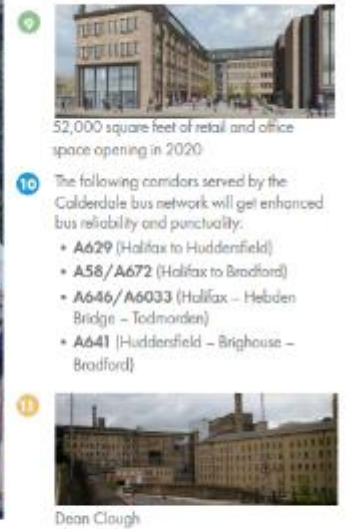 9
52,000 square feet of retail and office
space opening in 2020
10
The following corridors served by the
Calderdale bus network will get enhanced
bus reliability and punctuality:
• A629 (Halifax to Huddersfield)
• A58/A672 (Halifax to Bradford)
• A646/A6033 (Halifax – Hebden
Bridge – Todmorden)
• A641 (Huddersfield – Brighouse –
Bradford)
11
Dean Clough